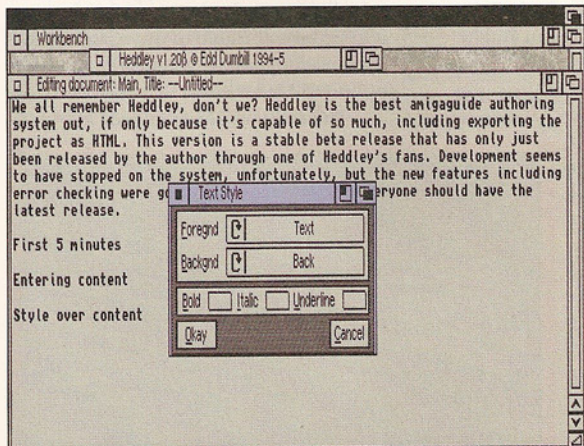 Workbench
Heddley v1.20β © Edd Dumbill 1994-5
Editing document: Main, Title: --Untitled--
We all remember Heddley, don't we? Heddley is the best amigaguide authoring
system out, if only because it's capable of so much, including exporting the
project as HTML. This version is a stable beta release that has only just
been released by the author through one of Heddley's fans. Development seems
to have stopped on the system, unfortunately, but the new features including
error checking were eryone should have the
latest release.
First 5 minutes
Entering content
Style over content
Text Style
Foregnd Text
Backgnd Back
Bold Italic Underline
Okay Cancel